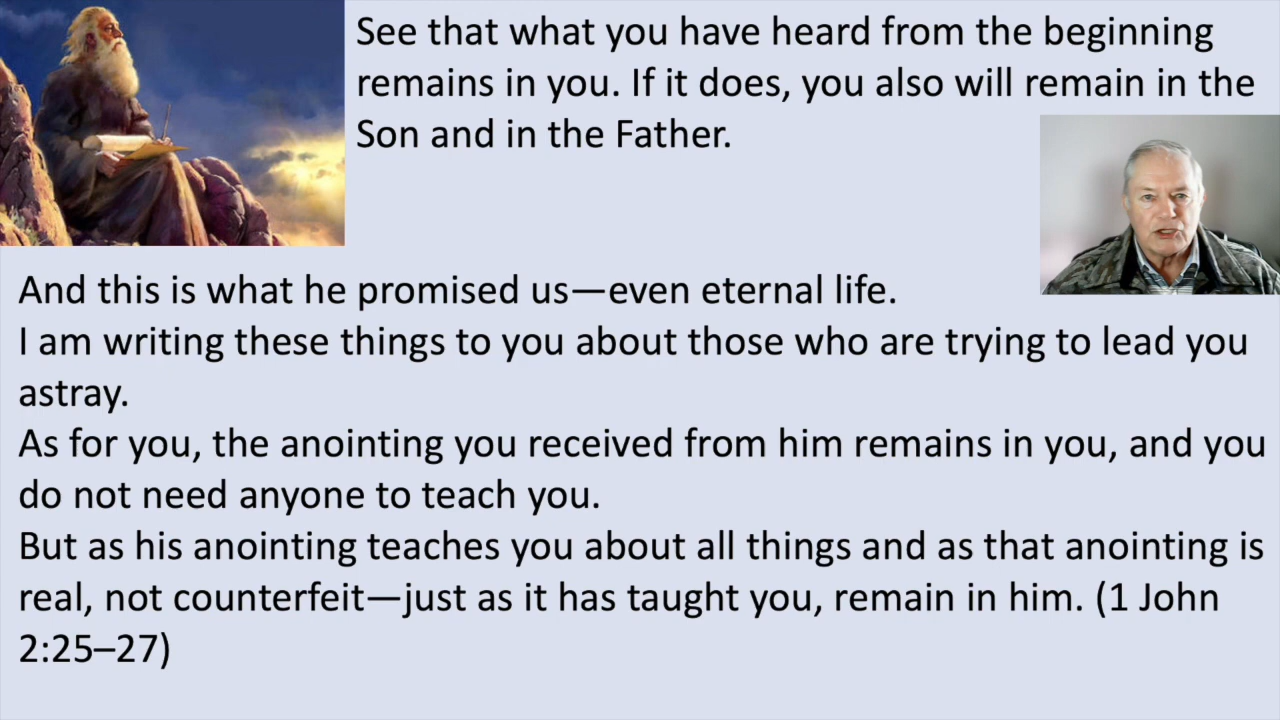 See that what you have heard from the beginning
remains in you. If it does, you also will remain in the
Son and in the Father.
And this is what he promised us—even eternal life.
I am writing these things to you about those who are trying to lead you
astray.
As for you, the anointing you received from him remains in you, and you
do not need anyone to teach you.
But as his anointing teaches you about all things and as that anointing is
real, not counterfeit—just as it has taught you, remain in him. (1 John
2:25–27)